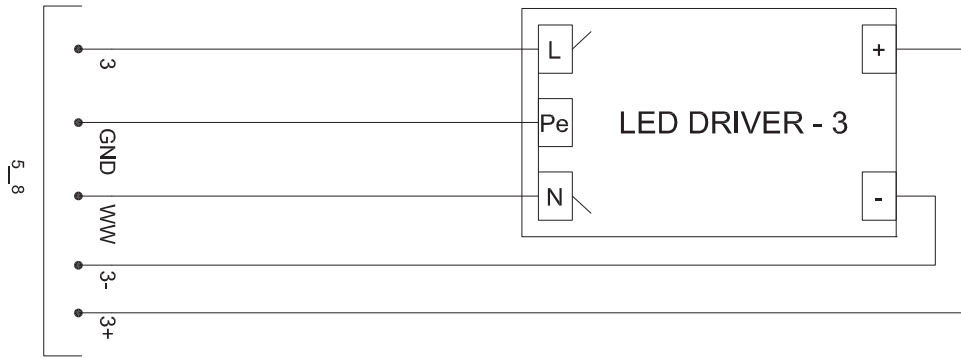 5_8
3
GND
WW
3-
3+
L
Pe
N
LED DRIVER - 3
+
-